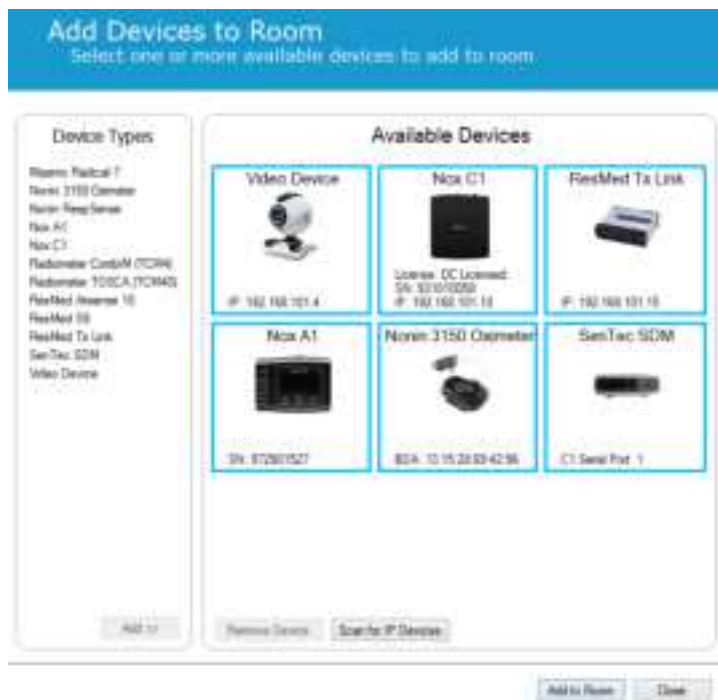 Add Devices to Room
Select one or more available devices to add to room
Device Types
Available Devices
Radical 7
Nonin 3150 Oximeter
Nonin RespSense
Nox A1
Nox C1
Radiometer CombiM (TCM4)
Radiometer TOSCA (TCM40)
ResMed 10
ResMed S9
ResMed Tx Link
SenTec SDM
Video Device
Video Device
IP: 192.168.101.4
Nox C1
License: DC Licensed
SN:
IP: 192.168.101.10
ResMed Tx Link
IP: 192.168.101.15
Nox A1
SN:
Nonin 3150 Oximeter
BDA:
SenTec SDM
C1 Serial Port: 1
Add >>
Remove Device
Scan for IP Devices
Add to Room
Close